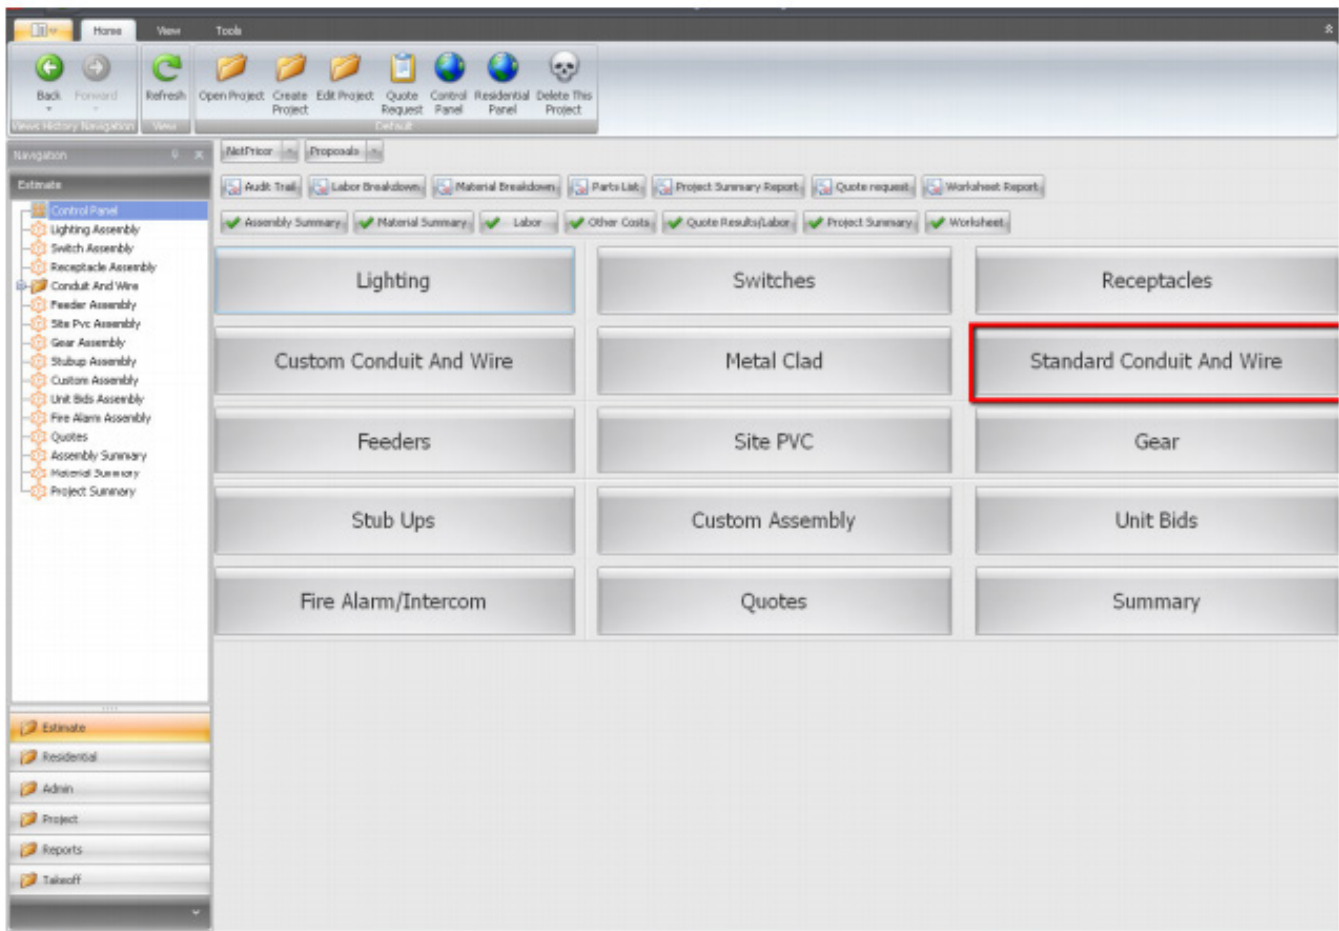 Home View Tools
Back Forward Refresh Open Project Create Project Edit Project Quote Request Control Panel Residential Panel Delete This Project
Views History Navigation View Default
Navigation
NetPricer Proposals
Estimate
Audit Trail Labor Breakdown Material Breakdown Parts List Project Summary Report Quote request Worksheet Report
Assembly Summary Material Summary Labor Other Costs Quote Results/Labor Project Summary Worksheet
Control Panel
Lighting Assembly
Switch Assembly
Receptacle Assembly
Conduit And Wire
Feeder Assembly
Site Pvc Assembly
Gear Assembly
Stubup Assembly
Custom Assembly
Unit Bids Assembly
Fire Alarm Assembly
Quotes
Assembly Summary
Material Summary
Project Summary
Lighting Switches Receptacles
Custom Conduit And Wire Metal Clad Standard Conduit And Wire
Feeders Site PVC Gear
Stub Ups Custom Assembly Unit Bids
Fire Alarm/Intercom Quotes Summary
Estimate
Residential
Admin
Project
Reports
Takeoff